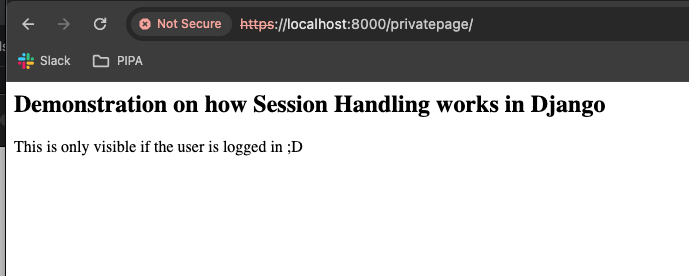 Not Secure https://localhost:8000/privatepage/
Slack PIPA
Demonstration on how Session Handling works in Django
This is only visible if the user is logged in ;D